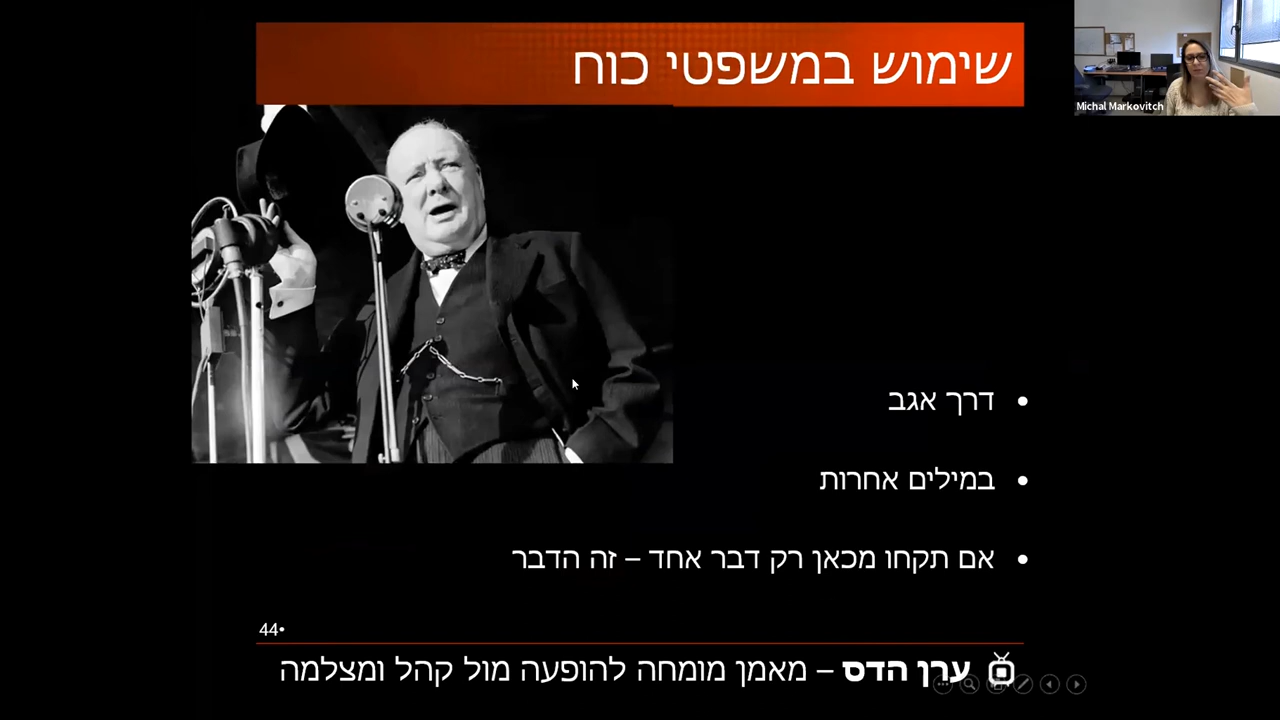 שימוש במשפטי כוח
Michal Markovitch
• דרך אגב
• במילים אחרות
• אם תקחו מכאן רק דבר אחד – זה הדבר
44•
ערן הדס – מאמן מומחה להופעה מול קהל ומצלמה